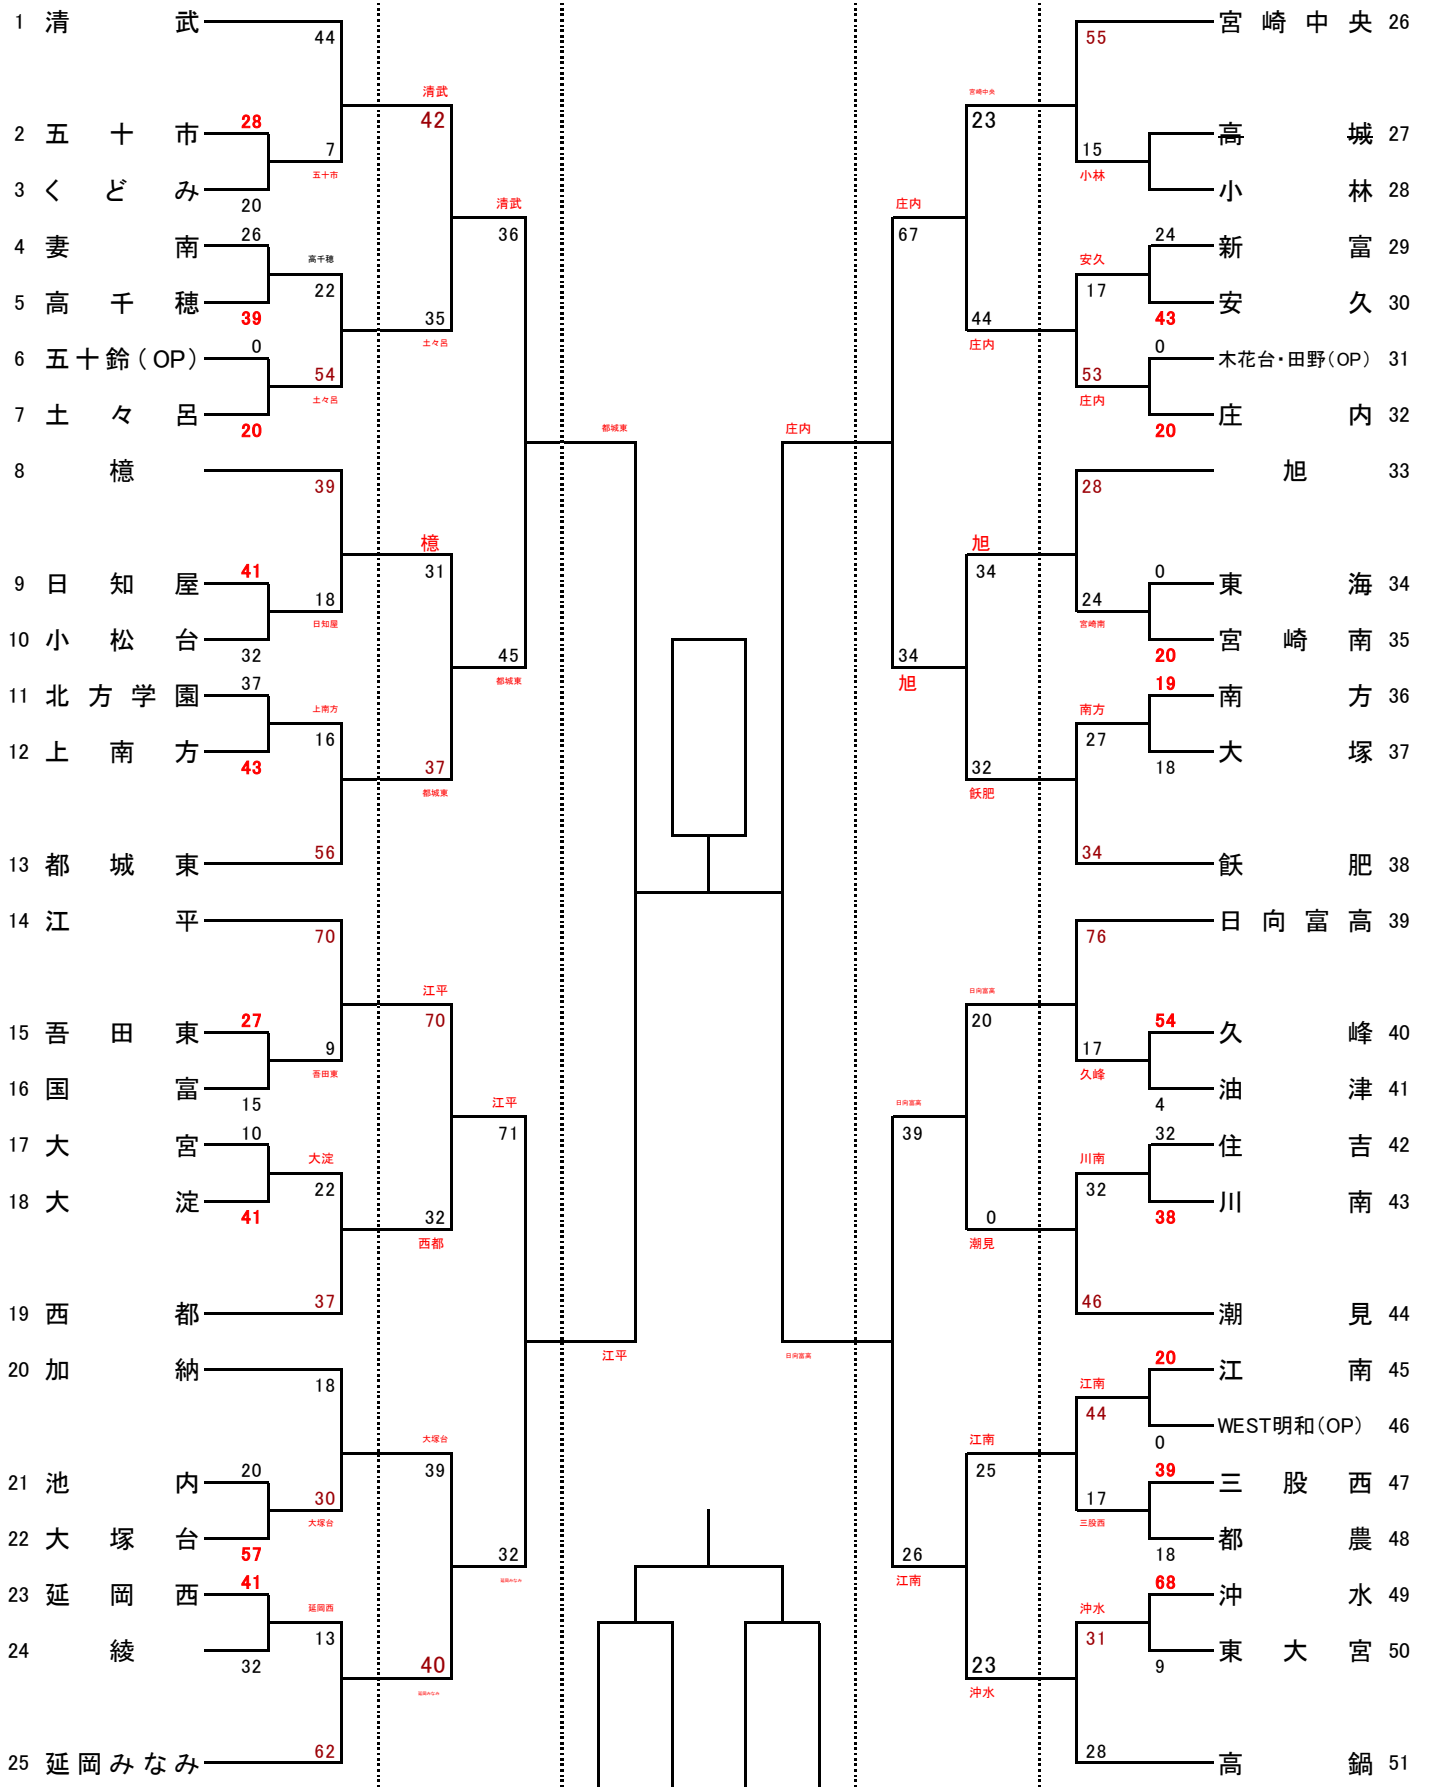 1 清武
44
清武
42
2 五十市
28
7
五十市
3 くどみ
20
清武
36
4 妻南
26
高千穂
22
5 高千穂
39
35
土々呂
6 五十鈴(OP)
0
54
土々呂
7 土々呂
20
都城東
8 檍
39
檍
31
9 日知屋
41
18
日知屋
10 小松台
32
45
都城東
11 北方学園
37
上南方
16
12 上南方
43
37
都城東
13 都城東
56
14 江平
70
江平
70
15 吾田東
27
9
吾田東
16 国富
15
江平
71
17 大宮
10
大淀
22
18 大淀
41
32
西都
19 西都
37
江平
20 加納
18
大塚台
39
21 池内
20
30
大塚台
22 大塚台
57
32
延岡みなみ
23 延岡西
41
延岡西
13
24 綾
32
40
延岡みなみ
25 延岡みなみ
62
宮崎中央 26
55
宮崎中央
23
高城 27
15
小林
小林 28
庄内
67
新富 29
24
安久
17
安久 30
43
44
庄内
木花台・田野(OP) 31
0
53
庄内
庄内 32
20
庄内
旭 33
28
旭
34
東海 34
0
24
宮崎南
宮崎南 35
20
34
旭
南方 36
19
南方
27
大塚 37
18
32
飫肥
飫肥 38
34
日向富高 39
76
日向富高
20
久峰 40
54
17
久峰
油津 41
4
日向富高
39
住吉 42
32
川南
32
川南 43
38
0
潮見
潮見 44
46
日向富高
江南 45
20
江南
44
WEST明和(OP) 46
0
江南
25
三股西 47
39
17
三股西
都農 48
18
26
江南
沖水 49
68
沖水
31
東大宮 50
9
23
沖水
高鍋 51
28